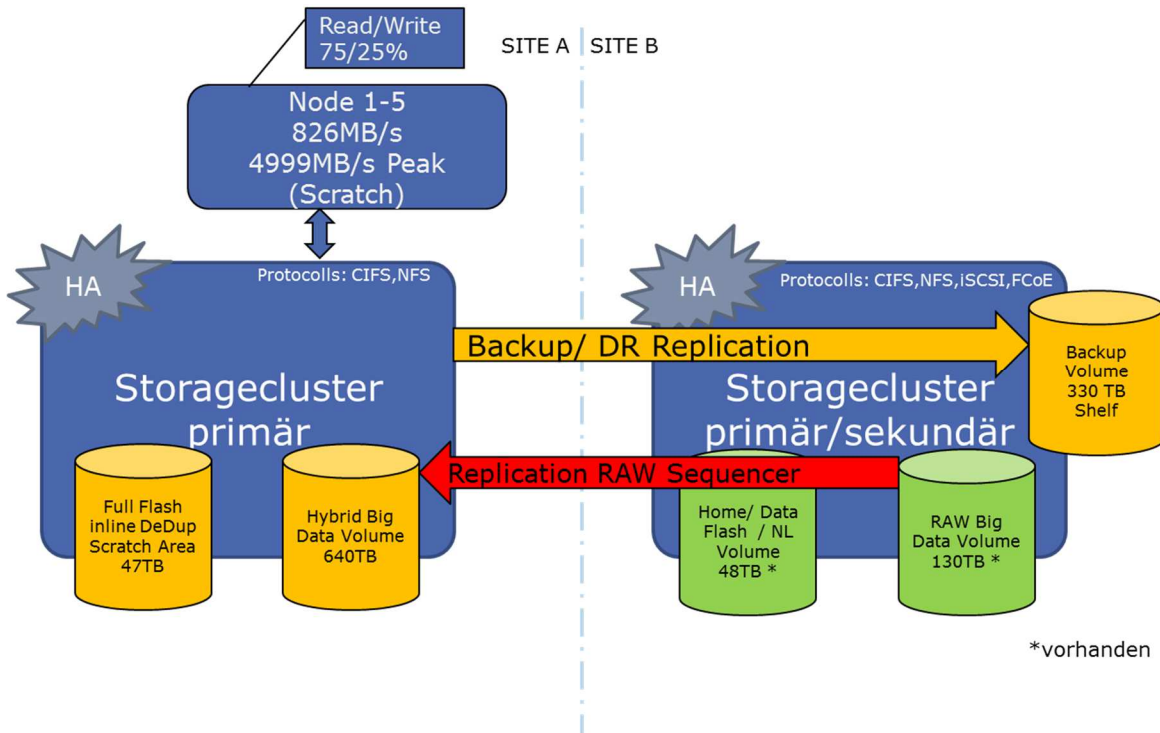 Read/Write
75/25%
SITE A
SITE B
Node 1-5
826MB/s
4999MB/s Peak
(Scratch)
HA
Protocolls: CIFS,NFS
HA
Protocolls: CIFS,NFS,iSCSI,FCoE
Backup/ DR Replication
Backup
Volume
330 TB
Shelf
Storagecluster
primär
Storagecluster
primär/sekundär
Replication RAW Sequencer
Full Flash
inline DeDup
Scratch Area
47TB
Hybrid Big
Data Volume
640TB
Home/ Data
Flash / NL
Volume
48TB *
RAW Big
Data Volume
130TB *
*vorhanden